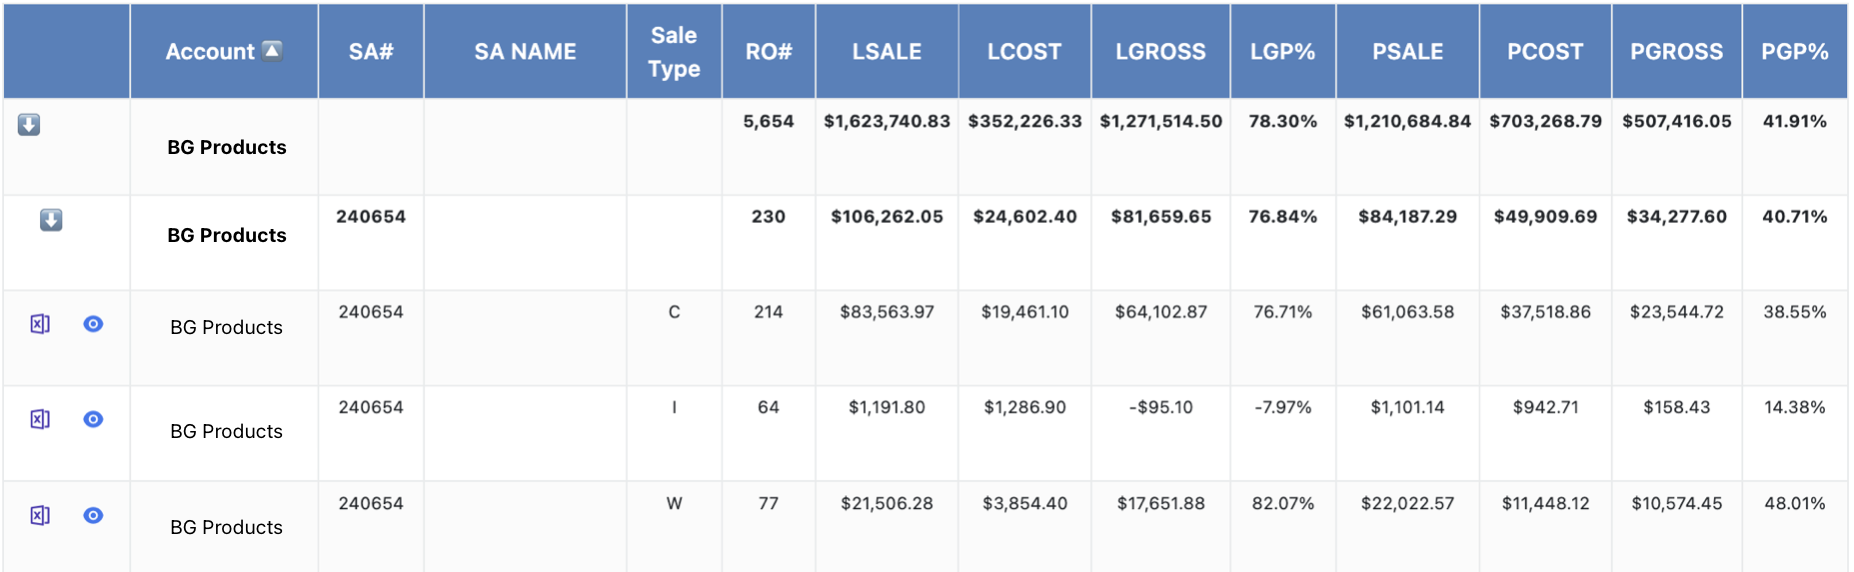 Account SA# SA NAME Sale Type RO# LSALE LCOST LGROSS LGP% PSALE PCOST PGROSS PGP%
BG Products 5,654 $1,623,740.83 $352,226.33 $1,271,514.50 78.30% $1,210,684.84 $703,268.79 $507,416.05 41.91%
BG Products 240654 230 $106,262.05 $24,602.40 $81,659.65 76.84% $84,187.29 $49,909.69 $34,277.60 40.71%
BG Products 240654 C 214 $83,563.97 $19,461.10 $64,102.87 76.71% $61,063.58 $37,518.86 $23,544.72 38.55%
BG Products 240654 I 64 $1,191.80 $1,286.90 -$95.10 -7.97% $1,101.14 $942.71 $158.43 14.38%
BG Products 240654 W 77 $21,506.28 $3,854.40 $17,651.88 82.07% $22,022.57 $11,448.12 $10,574.45 48.01%